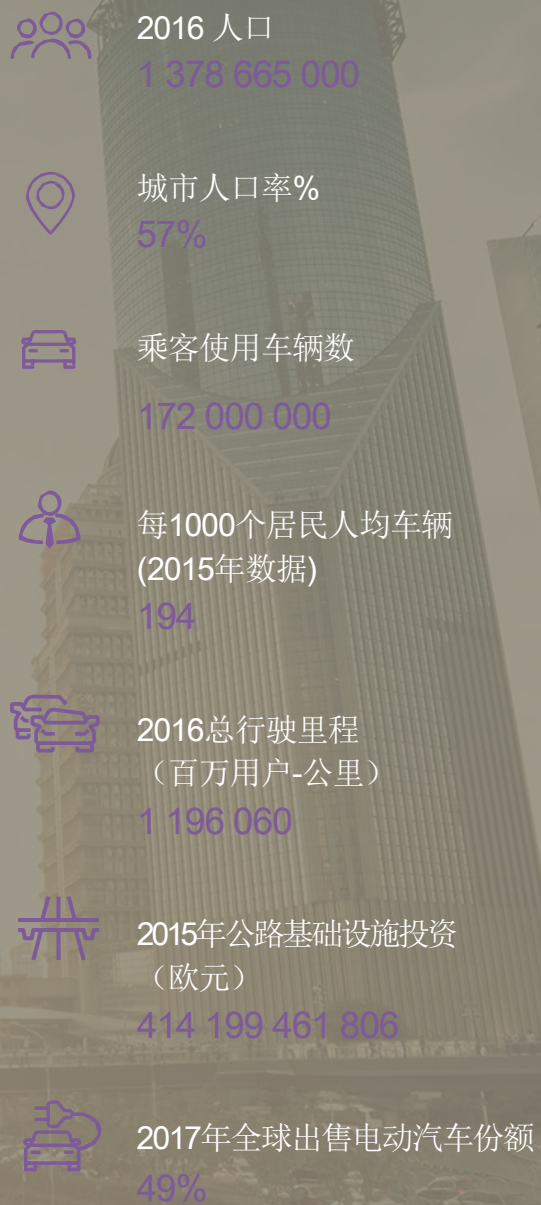 2016 人口
1 378 665 000
城市人口率%
57%
乘客使用车辆数
172 000 000
每1000个居民人均车辆
(2015年数据)
194
2016总行驶里程
（百万用户-公里）
1 196 060
2015年公路基础设施投资
（欧元）
414 199 461 806
2017年全球出售电动汽车份额
49%